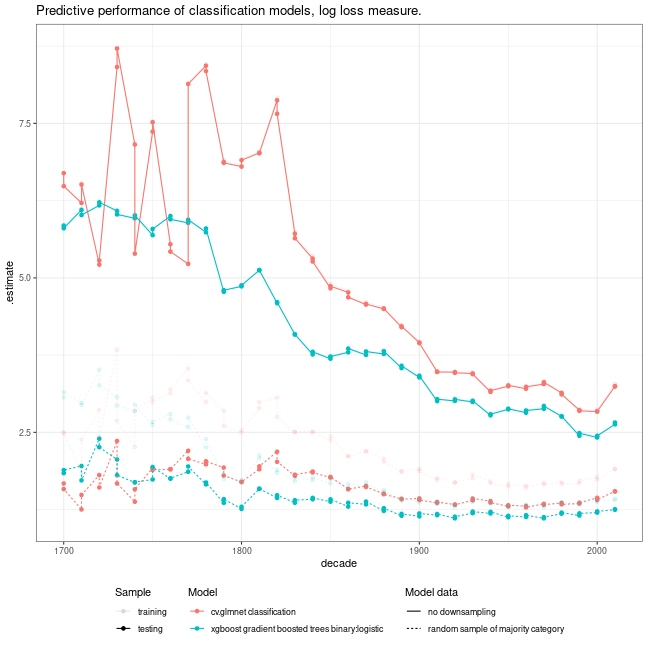 Predictive performance of classification models, log loss measure.
7.5
5.0
2.5
.estimate
1700
1800
1900
2000
decade
Sample
training
testing
Model
cv.glmnet classification
xgboost gradient boosted trees binary:logistic
Model data
no downsampling
random sample of majority category